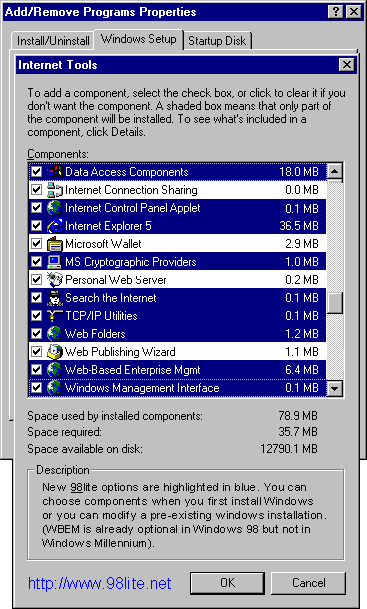 Add/Remove Programs Properties
Install/Uninstall Windows Setup Startup Disk
Internet Tools
To add a component, select the check box, or click to clear it if you
don't want the component. A shaded box means that only part of
the component will be installed. To see what's included in a
component, click Details.
Components:
Data Access Components 18.0 MB
Internet Connection Sharing 0.0 MB
Internet Control Panel Applet 0.1 MB
Internet Explorer 5 36.5 MB
Microsoft Wallet 2.9 MB
MS Cryptographic Providers 1.0 MB
Personal Web Server 0.2 MB
Search the Internet 0.1 MB
TCP/IP Utilities 0.1 MB
Web Folders 1.2 MB
Web Publishing Wizard 1.1 MB
Web-Based Enterprise Mgmt 6.4 MB
Windows Management Interface 0.1 MB
Space used by installed components: 78.9 MB
Space required: 35.7 MB
Space available on disk: 12790.1 MB
Description
New 98lite options are highlighted in blue. You can
choose components when you first install Windows
or you can modify a pre-existing windows installation.
(WBEM is already optional in Windows 98 but not in
Windows Millennium).
http://www.98lite.net OK Cancel